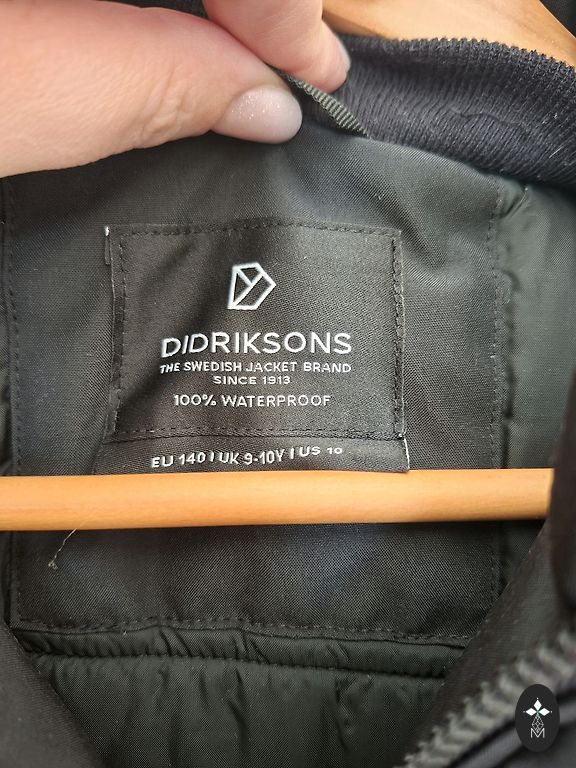 DIDRIKSONS
THE SWEDISH JACKET BRAND
SINCE 1913
100% WATERPROOF
EU 140 | UK 9-10Y | US 10